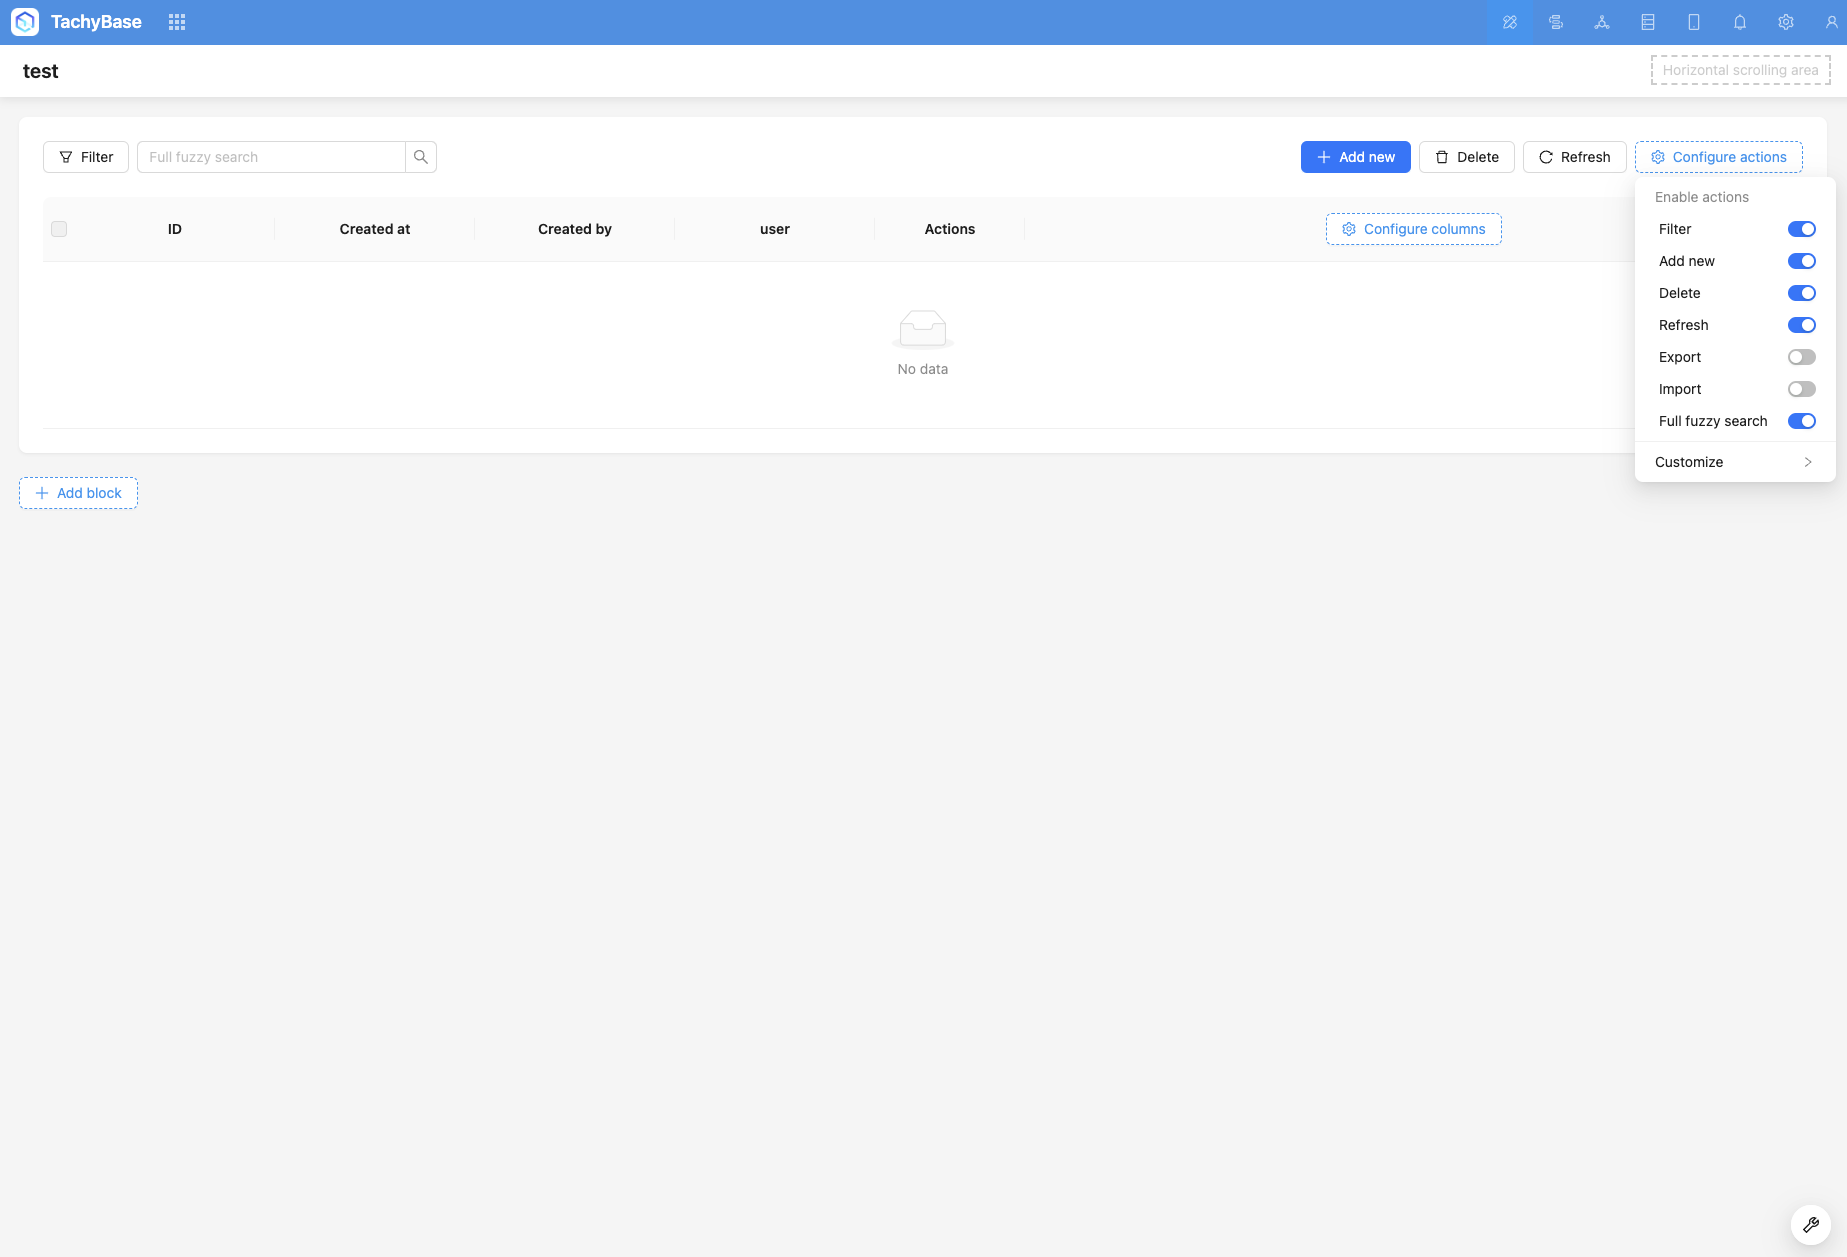 TachyBase
test
Horizontal scrolling area
Filter
Full fuzzy search
Add new
Delete
Refresh
Configure actions
ID
Created at
Created by
user
Actions
Configure columns
No data
Add block
Enable actions
Filter
Add new
Delete
Refresh
Export
Import
Full fuzzy search
Customize